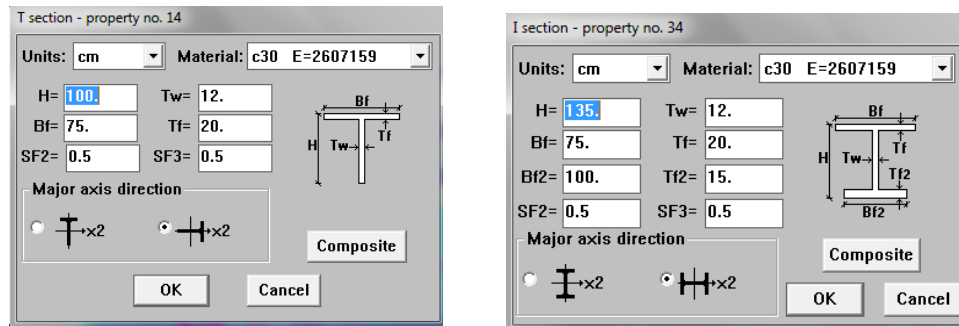 T section - property no. 14
Units: cm Material: c30 E=2607159
H= 100. Tw= 12.
Bf= 75. Tf= 20.
SF2= 0.5 SF3= 0.5
Bf
Tf
H Tw
Major axis direction
x2 x2
Composite
OK Cancel
I section - property no. 34
Units: cm Material: c30 E=2607159
H= 135. Tw= 12.
Bf= 75. Tf= 20.
Bf2= 100. Tf2= 15.
SF2= 0.5 SF3= 0.5
Bf
Tf
H Tw
Tf2
Bf2
Major axis direction
x2 x2
Composite
OK Cancel